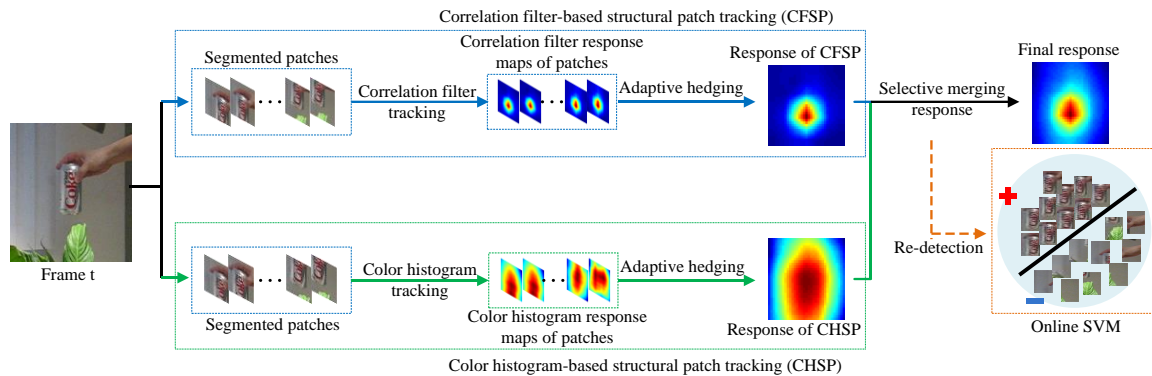 Correlation filter-based structural patch tracking (CFSP)
Segmented patches
Correlation filter response
maps of patches
Response of CFSP
Final response
Correlation filter
tracking
Adaptive hedging
Selective merging
response
Coke
Frame t
Re-detection
Online SVM
Color histogram
tracking
Adaptive hedging
Segmented patches
Color histogram response
maps of patches
Response of CHSP
Color histogram-based structural patch tracking (CHSP)